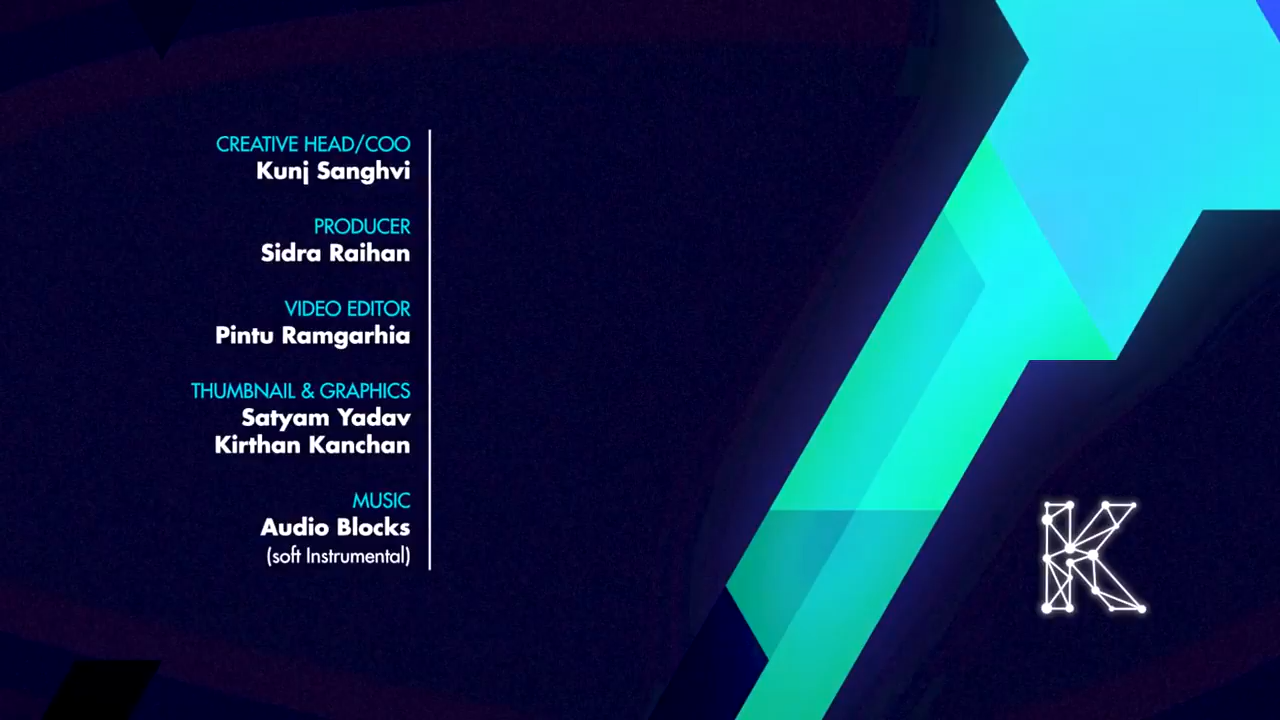 CREATIVE HEAD/COO
Kunj Sanghvi
PRODUCER
Sidra Raihan
VIDEO EDITOR
Pintu Ramgarhia
THUMBNAIL & GRAPHICS
Satyam Yadav
Kirthan Kanchan
MUSIC
Audio Blocks
(soft Instrumental)
K